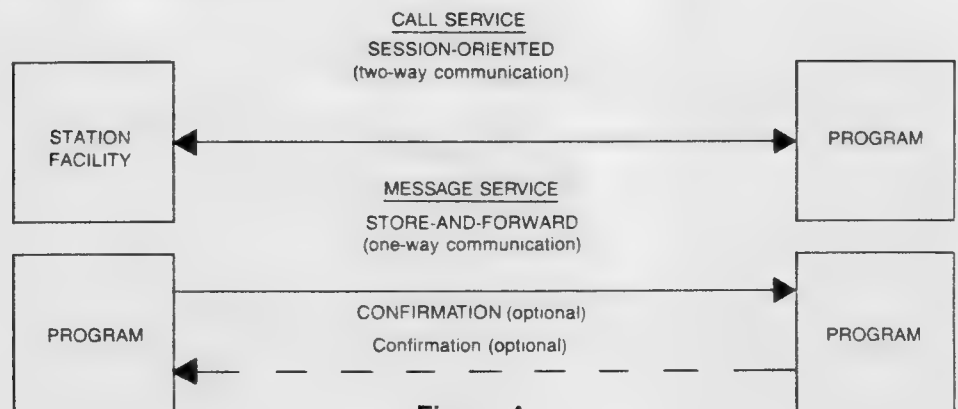 CALL SERVICE
SESSION-ORIENTED
(two-way communication)
STATION
FACILITY
PROGRAM
MESSAGE SERVICE
STORE-AND-FORWARD
(one-way communication)
PROGRAM
CONFIRMATION (optional)
Confirmation (optional)
PROGRAM